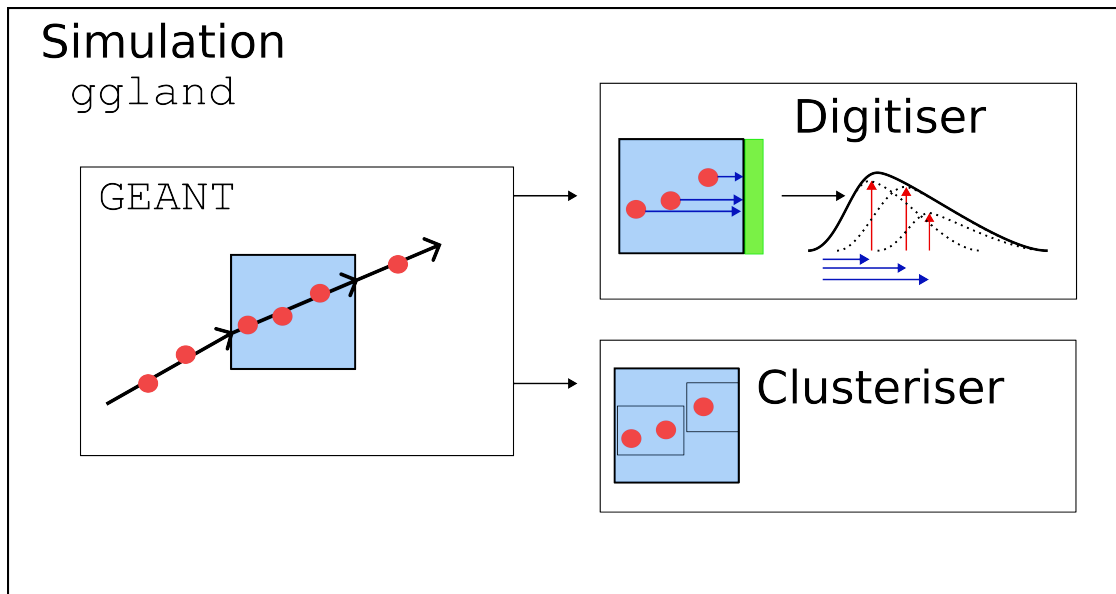 Simulation
ggland
GEANT
Digitiser
Clusteriser